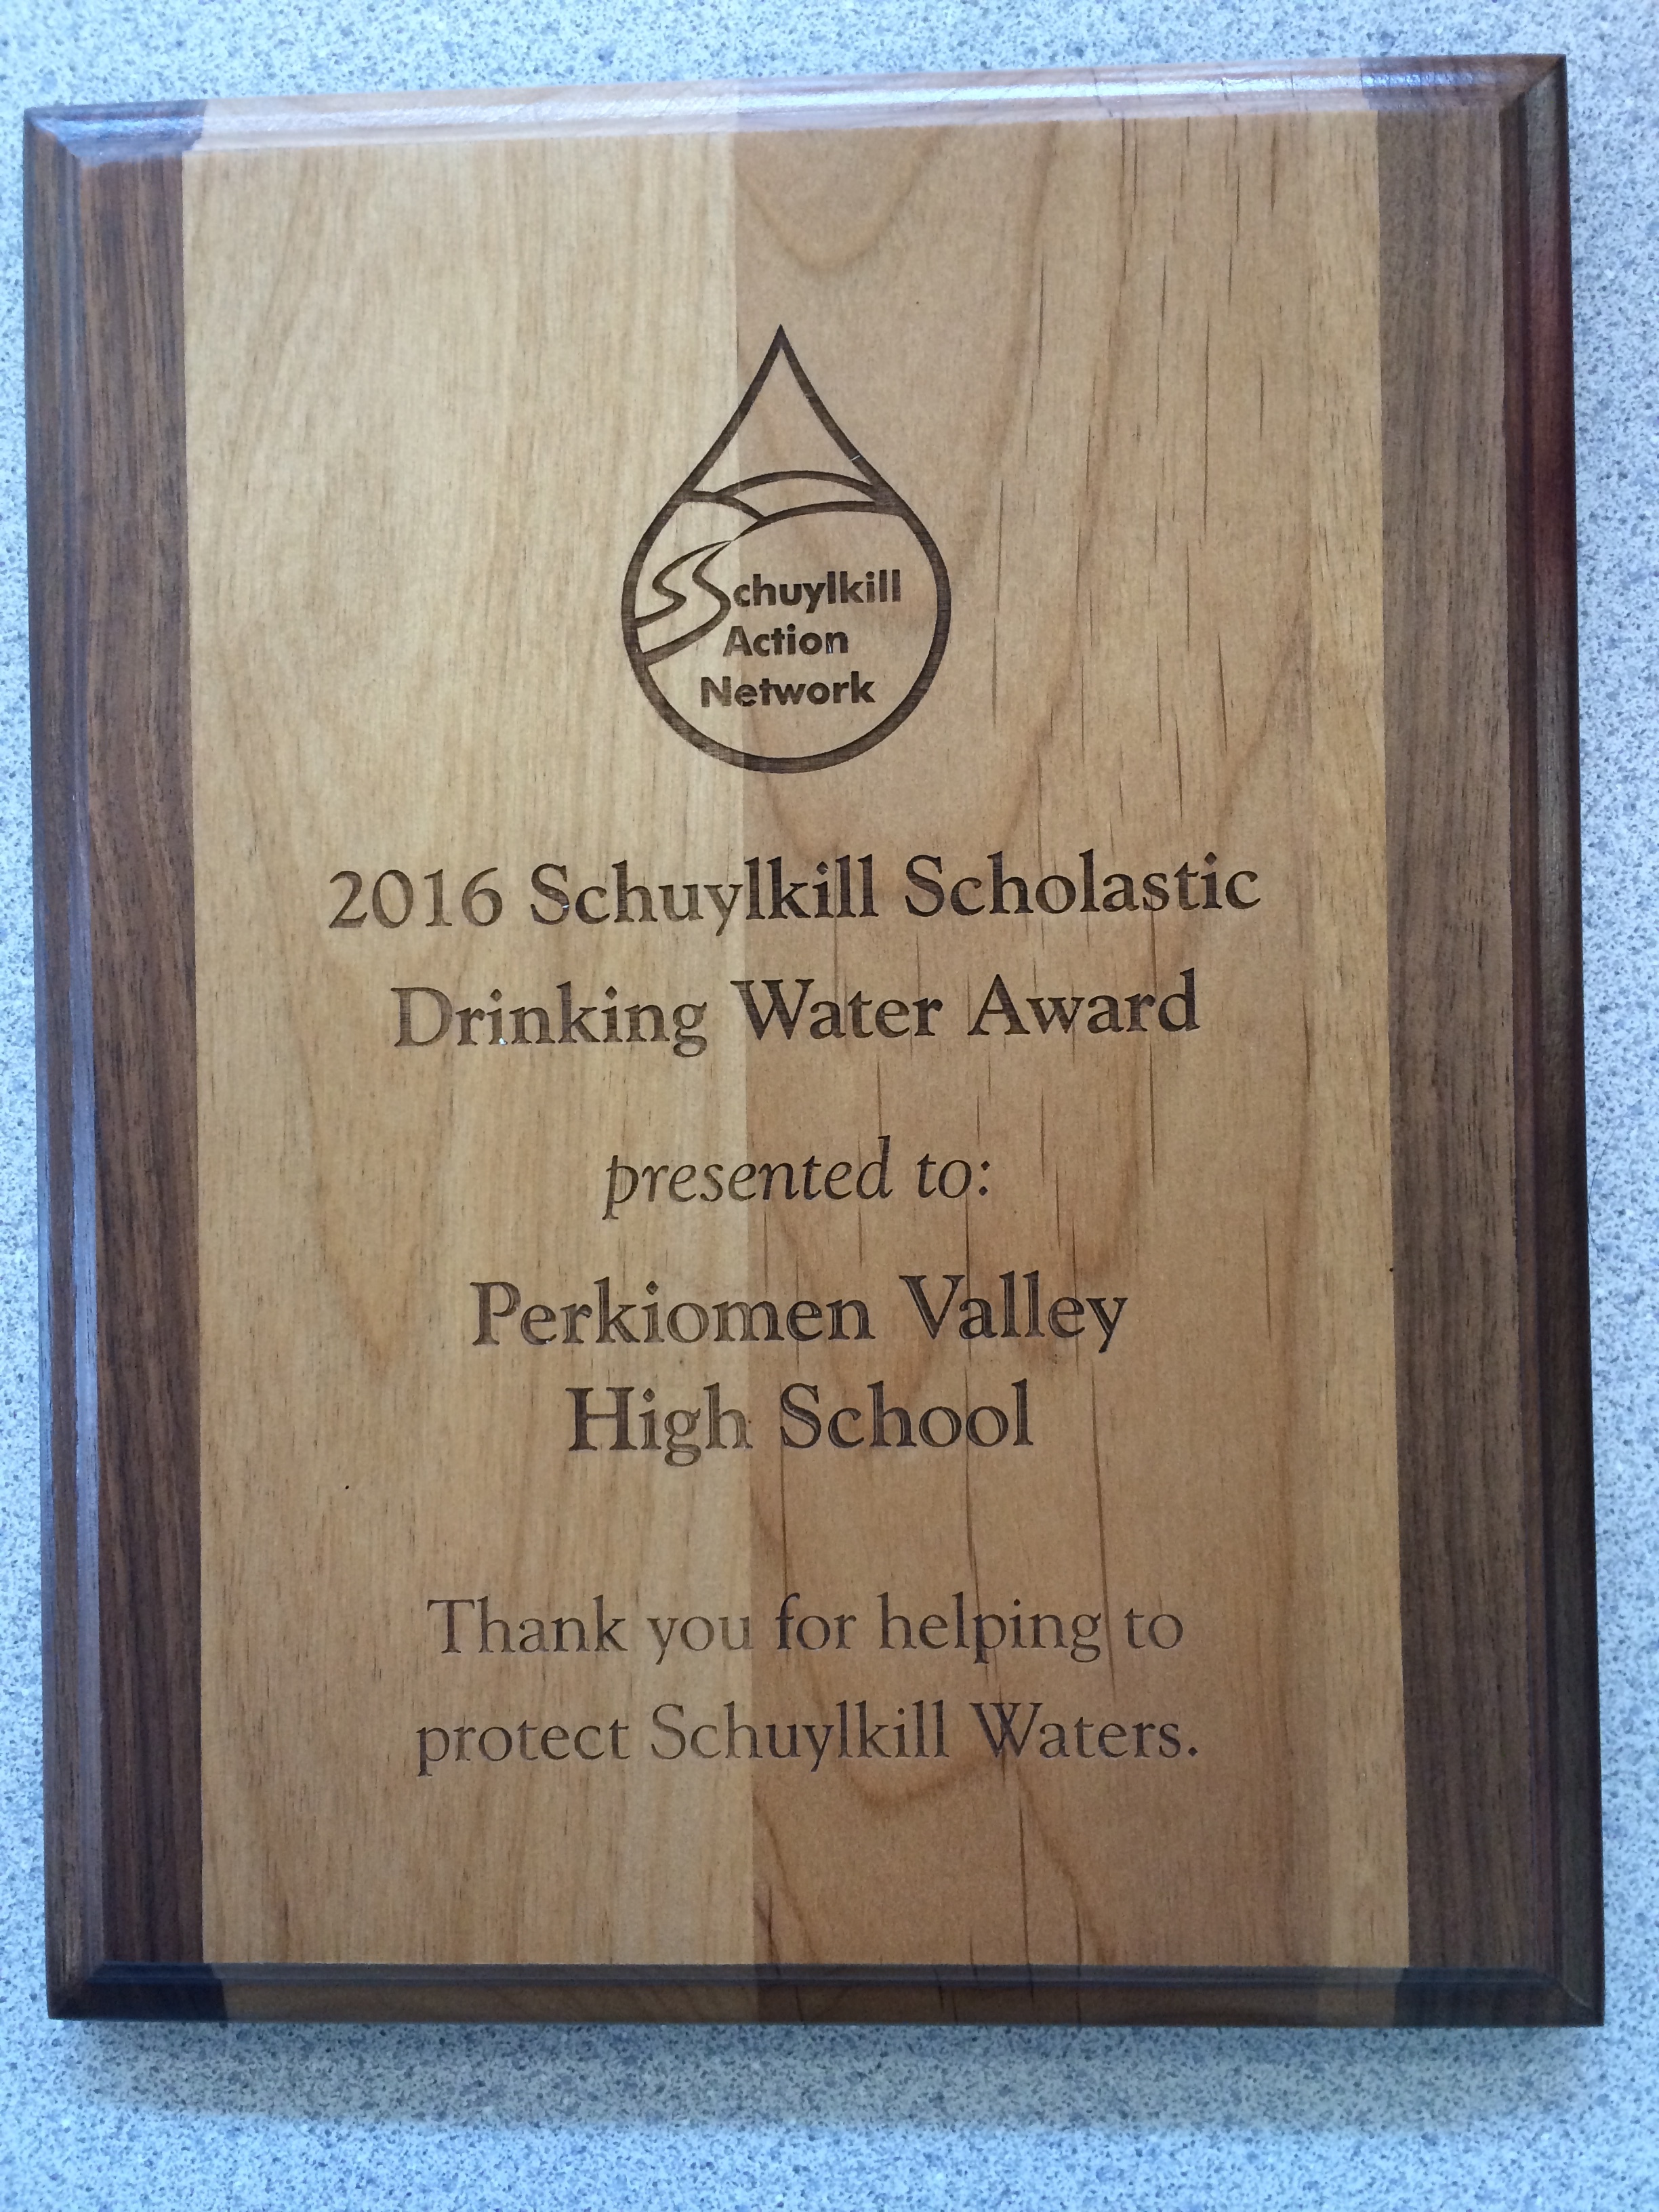 Schuylkill
Action
Network
2016 Schuylkill Scholastic
Drinking Water Award
presented to:
Perkiomen Valley
High School
Thank you for helping to
protect Schuylkill Waters.